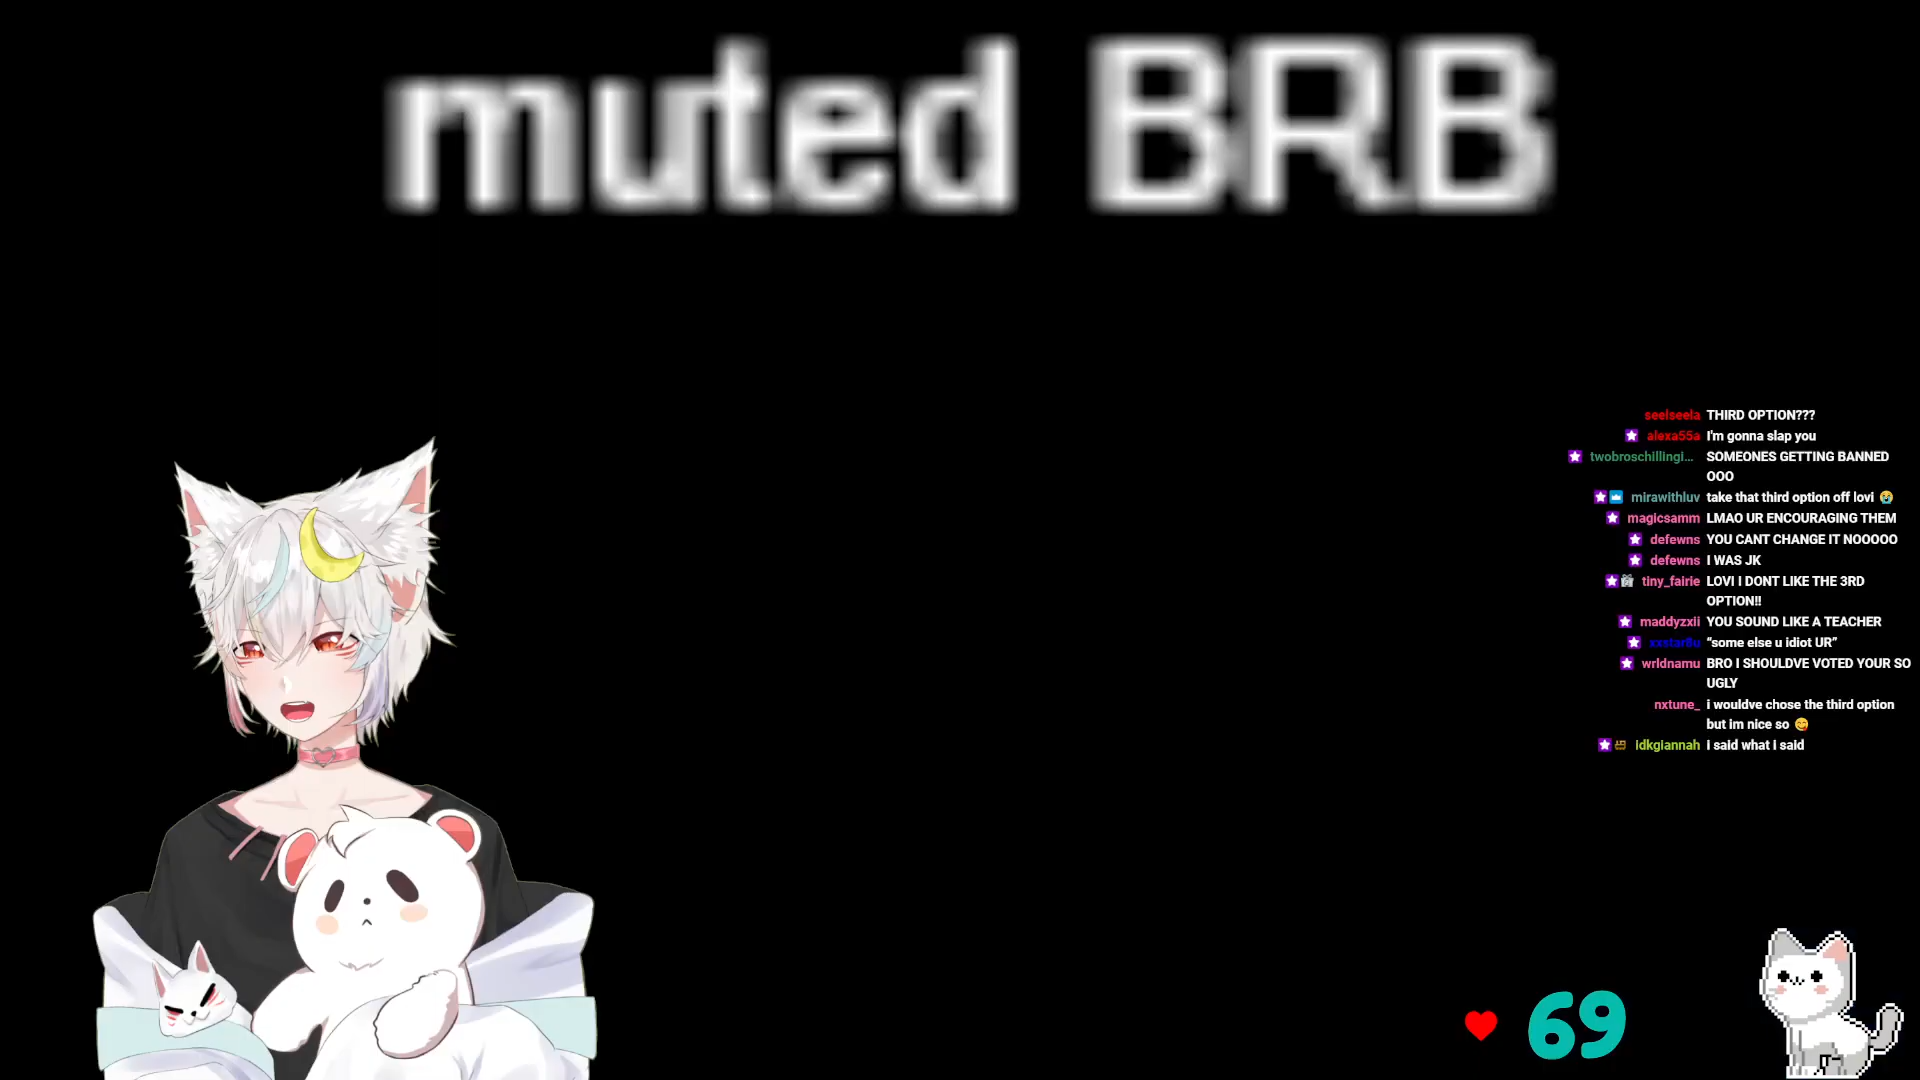 muted BRB
seelseela THIRD OPTION???
alexa55a I'm gonna slap you
twobroschillingi... SOMEONES GETTING BANNED
OOO
mirawithluv take that third option off lovi 😭
magicsamm LMAO UR ENCOURAGING THEM
defewns YOU CANT CHANGE IT NOOOOO
defewns I WAS JK
tiny_fairie LOVI I DONT LIKE THE 3RD
OPTION!!
maddyzxii YOU SOUND LIKE A TEACHER
xxstar8u “some else u idiot UR”
wrldnamu BRO I SHOULDVE VOTED YOUR SO
UGLY
nxtune_ i wouldve chose the third option
but im nice so 😋
idkgiannah i said what i said
69